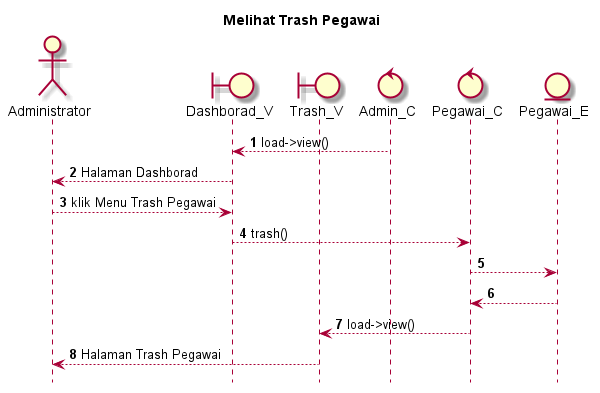 Melihat Trash Pegawai
Administrator Dashborad_V Trash_V Admin_C Pegawai_C Pegawai_E
1 load->view()
2 Halaman Dashborad
3 klik Menu Trash Pegawai
4 trash()
5
6
7 load->view()
8 Halaman Trash Pegawai